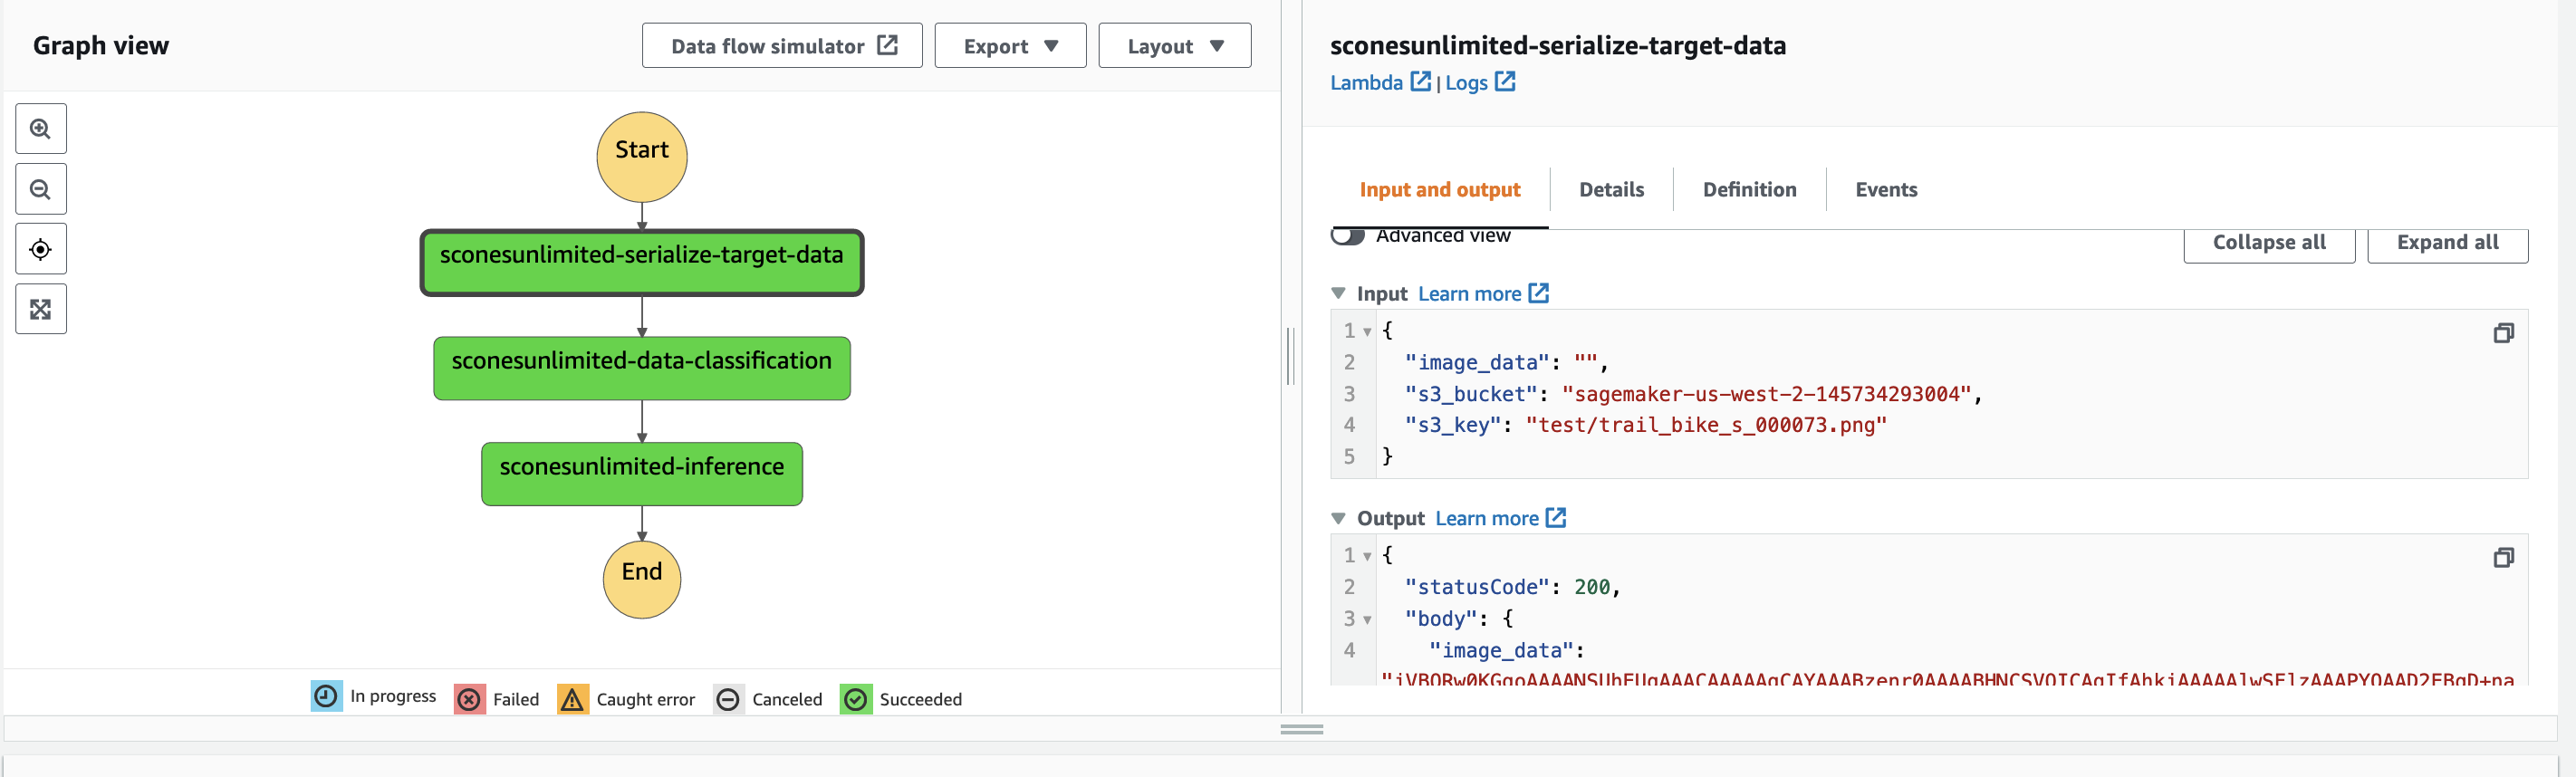 Graph view
Data flow simulator
Export
Layout
Start
sconesunlimited-serialize-target-data
sconesunlimited-data-classification
sconesunlimited-inference
End
In progress
Failed
Caught error
Canceled
Succeeded
sconesunlimited-serialize-target-data
Lambda | Logs
Input and output
Details
Definition
Events
Advanced view
Collapse all
Expand all
Input Learn more
1 {
2 "image_data": "",
3 "s3_bucket": "sagemaker-us-west-2-145734293004",
4 "s3_key": "test/trail_bike_s_000073.png"
5 }
Output Learn more
1 {
2 "statusCode": 200,
3 "body": {
4 "image_data":